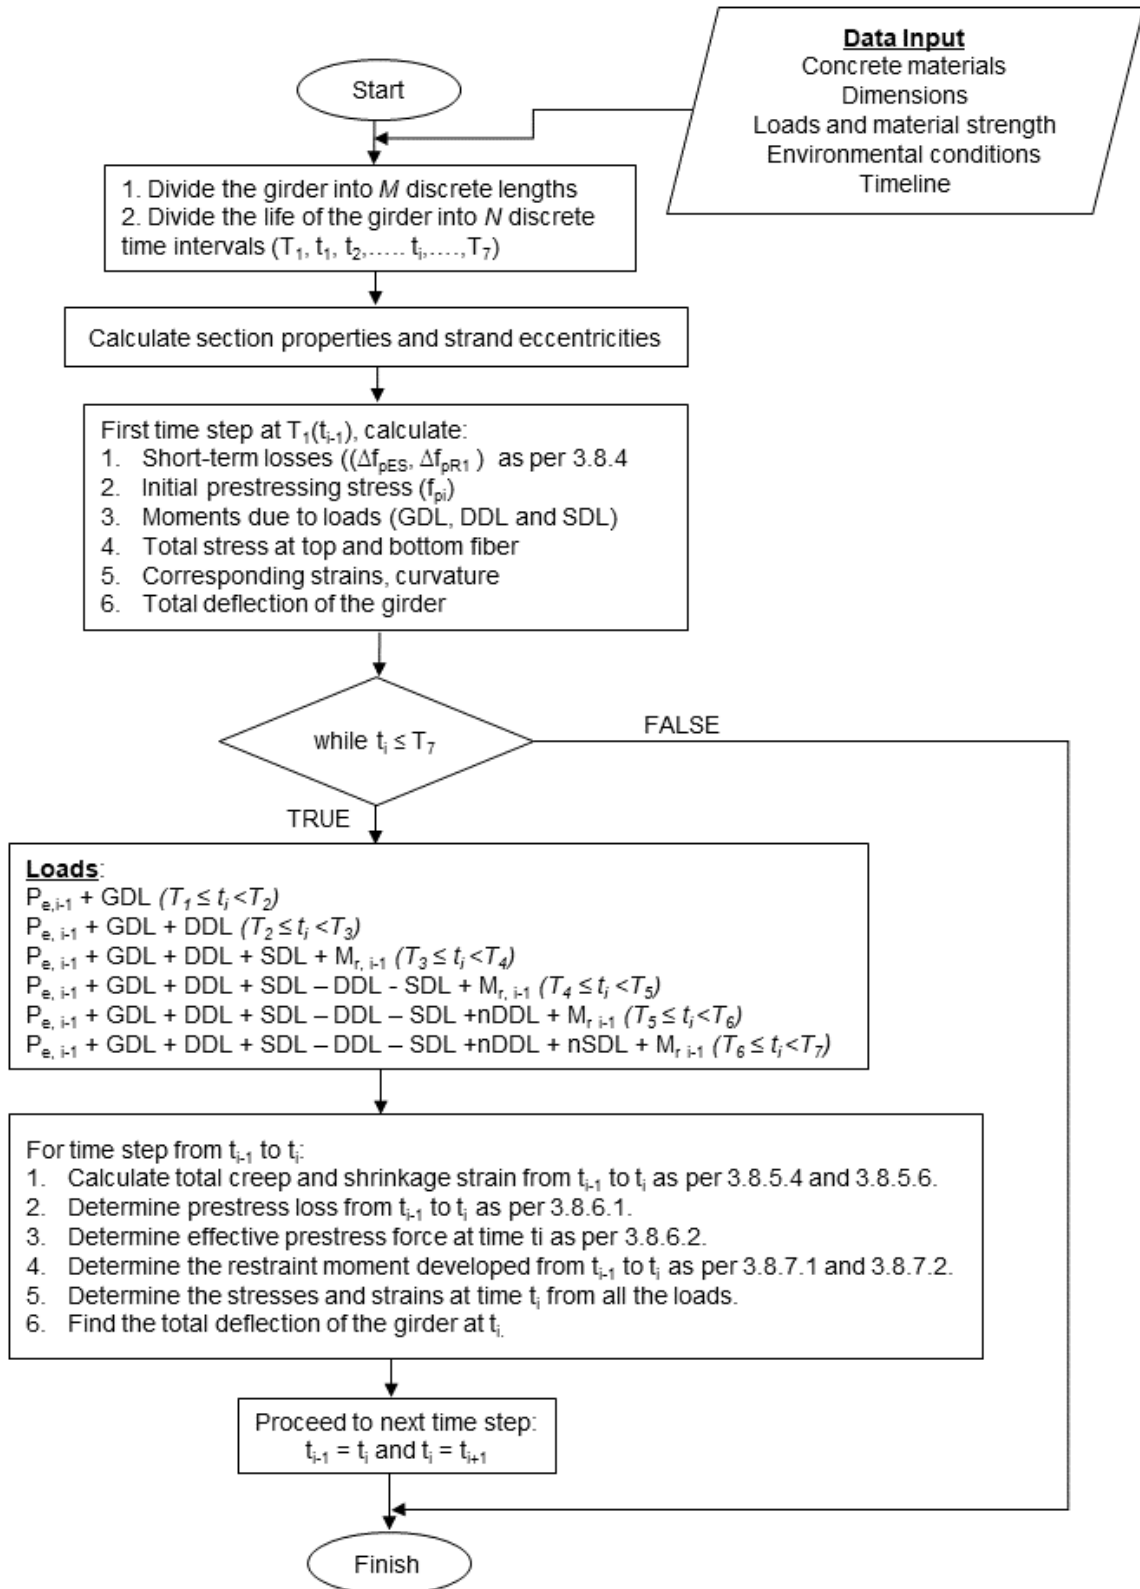 Data Input
Concrete materials
Dimensions
Loads and material strength
Environmental conditions
Timeline
Start
1. Divide the girder into M discrete lengths
2. Divide the life of the girder into N discrete
time intervals (T₁, t₁, t₂,..... tᵢ,....,T₇)
Calculate section properties and strand eccentricities
First time step at T₁(tᵢ₋₁), calculate:
1. Short-term losses ((Δf_pES, Δf_pR1 ) as per 3.8.4
2. Initial prestressing stress (f_pi)
3. Moments due to loads (GDL, DDL and SDL)
4. Total stress at top and bottom fiber
5. Corresponding strains, curvature
6. Total deflection of the girder
while tᵢ ≤ T₇
FALSE
TRUE
Loads:
P_e,i-1 + GDL (T₁ ≤ tᵢ <T₂)
P_e, i-1 + GDL + DDL (T₂ ≤ tᵢ <T₃)
P_e, i-1 + GDL + DDL + SDL + M_r, i-1 (T₃ ≤ tᵢ <T₄)
P_e, i-1 + GDL + DDL + SDL – DDL - SDL + M_r, i-1 (T₄ ≤ tᵢ <T₅)
P_e, i-1 + GDL + DDL + SDL – DDL – SDL +nDDL + M_r i-1 (T₅ ≤ tᵢ <T₆)
P_e, i-1 + GDL + DDL + SDL – DDL – SDL +nDDL + nSDL + M_r i-1 (T₆ ≤ tᵢ <T₇)
For time step from tᵢ₋₁ to tᵢ:
1. Calculate total creep and shrinkage strain from tᵢ₋₁ to tᵢ as per 3.8.5.4 and 3.8.5.6.
2. Determine prestress loss from tᵢ₋₁ to tᵢ as per 3.8.6.1.
3. Determine effective prestress force at time ti as per 3.8.6.2.
4. Determine the restraint moment developed from tᵢ₋₁ to tᵢ as per 3.8.7.1 and 3.8.7.2.
5. Determine the stresses and strains at time tᵢ from all the loads.
6. Find the total deflection of the girder at tᵢ.
Proceed to next time step:
tᵢ₋₁ = tᵢ and tᵢ = tᵢ₊₁
Finish